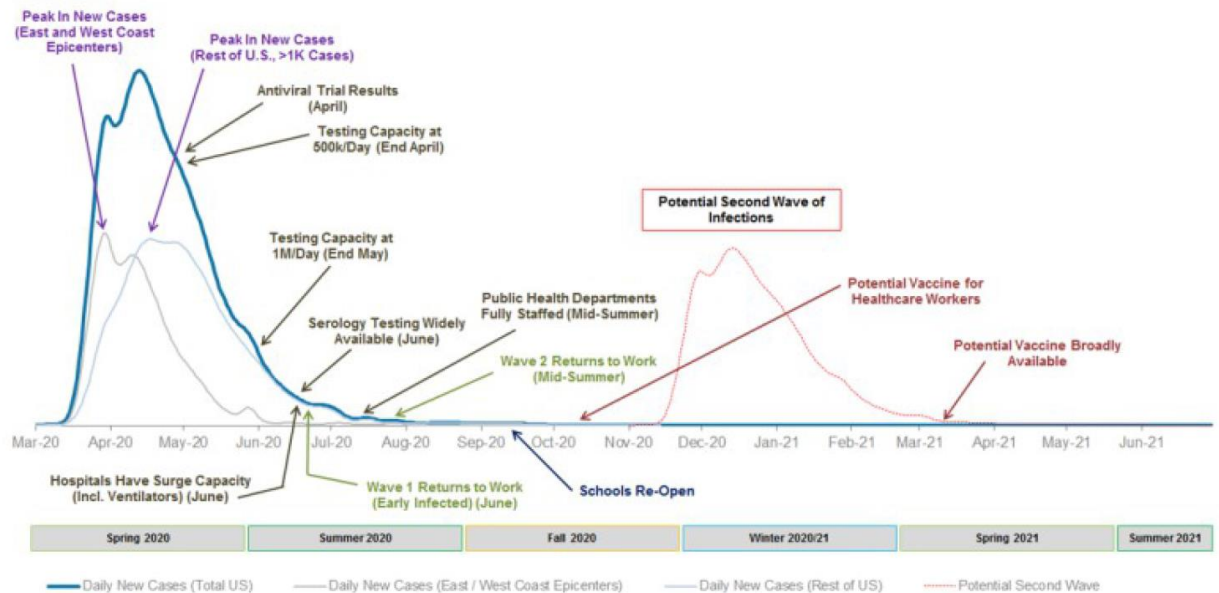 Peak In New Cases
(East and West Coast
Epicenters)
Peak In New Cases
(Rest of U.S., >1K Cases)
Antiviral Trial Results
(April)
Testing Capacity at
500k/Day (End April)
Potential Second Wave of
Infections
Testing Capacity at
1M/Day (End May)
Potential Vaccine for
Healthcare Workers
Public Health Departments
Fully Staffed (Mid-Summer)
Serology Testing Widely
Available (June)
Potential Vaccine Broadly
Available
Wave 2 Returns to Work
(Mid-Summer)
Mar-20 Apr-20 May-20 Jun-20 Jul-20 Aug-20 Sep-20 Oct-20 Nov-20 Dec-20 Jan-21 Feb-21 Mar-21 Apr-21 May-21 Jun-21
Hospitals Have Surge Capacity
(Incl. Ventilators) (June)
Wave 1 Returns to Work
(Early Infected) (June)
Schools Re-Open
Spring 2020 Summer 2020 Fall 2020 Winter 2020/21 Spring 2021 Summer 2021
Daily New Cases (Total US) Daily New Cases (East / West Coast Epicenters) Daily New Cases (Rest of US) Potential Second Wave